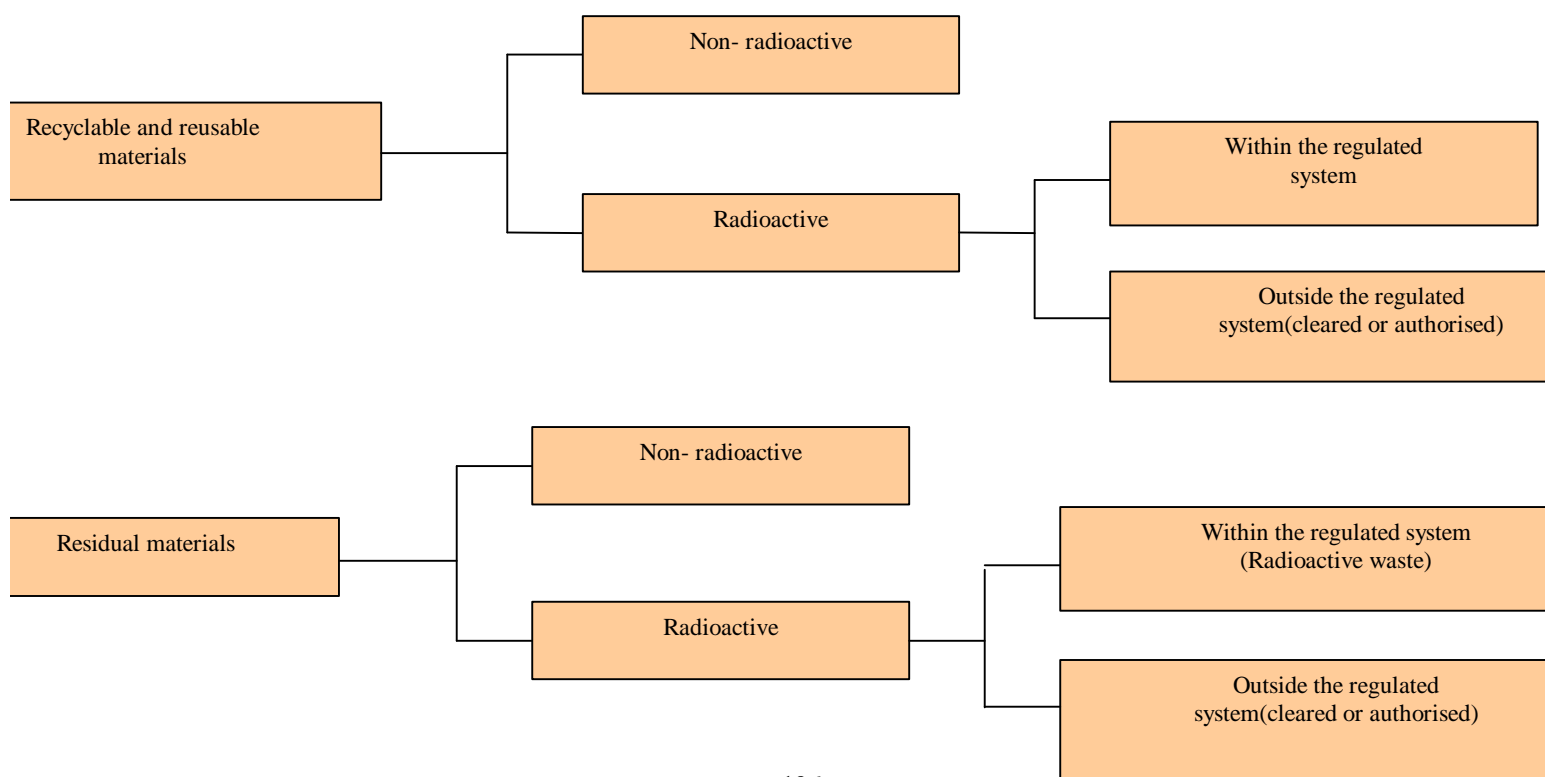 Non- radioactive
Recyclable and reusable
materials
Within the regulated
system
Radioactive
Outside the regulated
system(cleared or authorised)
Non- radioactive
Residual materials
Within the regulated system
(Radioactive waste)
Radioactive
Outside the regulated
system(cleared or authorised)